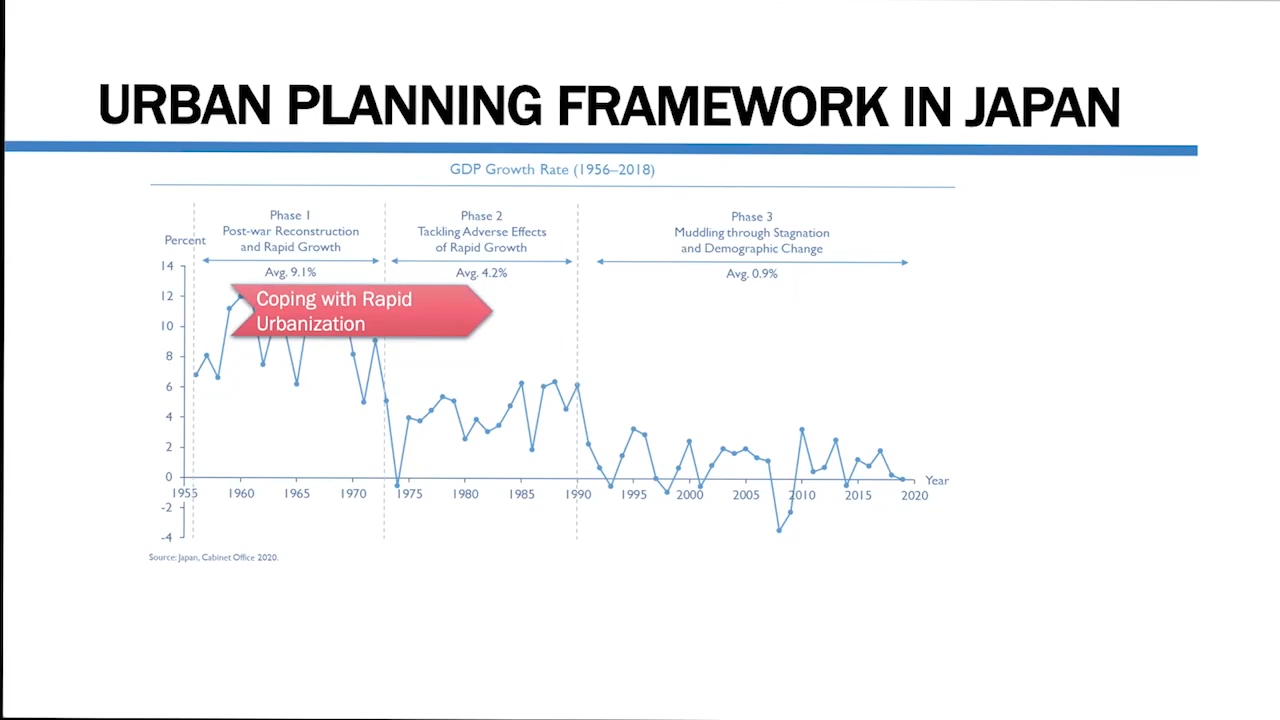 URBAN PLANNING FRAMEWORK IN JAPAN
GDP Growth Rate (1956–2018)
Phase 1
Post-war Reconstruction
and Rapid Growth
Avg. 9.1%
Phase 2
Tackling Adverse Effects
of Rapid Growth
Avg. 4.2%
Phase 3
Muddling through Stagnation
and Demographic Change
Avg. 0.9%
Percent
14
12
10
8
6
4
2
0
-2
-4
Coping with Rapid
Urbanization
1955 1960 1965 1970 1975 1980 1985 1990 1995 2000 2005 2010 2015 2020
Year
Source: Japan, Cabinet Office 2020.